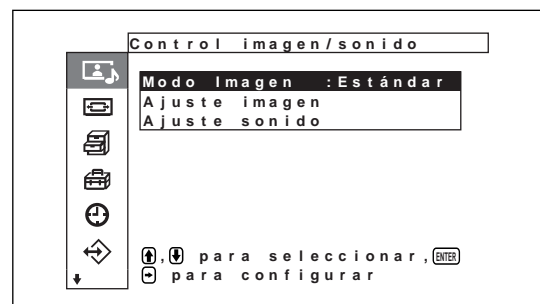 Control imagen/sonido
Modo Imagen :Estándar
Ajuste imagen
Ajuste sonido
↑,↓ para seleccionar, ENTER
→ para configurar